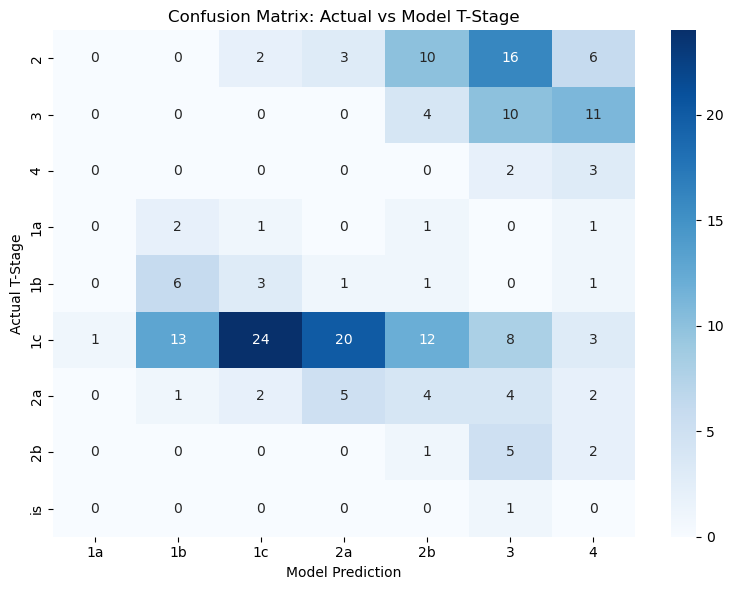 Confusion Matrix: Actual vs Model T-Stage
Actual T-Stage
2 0 0 2 3 10 16 6
3 0 0 0 0 4 10 11
4 0 0 0 0 0 2 3
1a 0 2 1 0 1 0 1
1b 0 6 3 1 1 0 1
1c 1 13 24 20 12 8 3
2a 0 1 2 5 4 4 2
2b 0 0 0 0 1 5 2
is 0 0 0 0 0 1 0
1a 1b 1c 2a 2b 3 4
Model Prediction
20
15
10
5
0